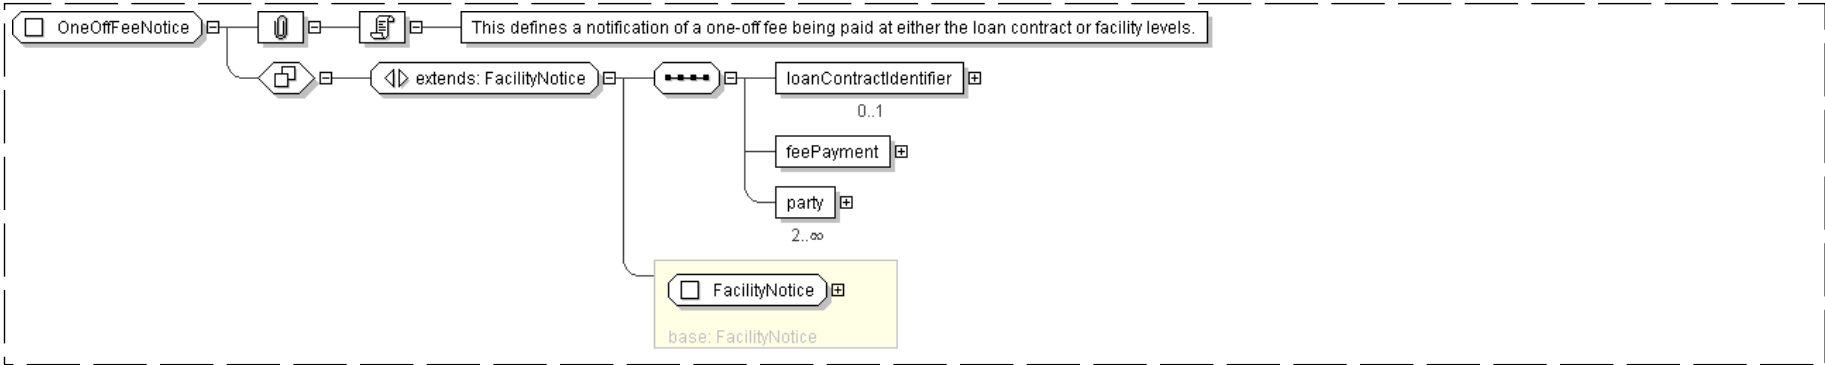 OneOffFeeNotice
This defines a notification of a one-off fee being paid at either the loan contract or facility levels.
extends: FacilityNotice
loanContractIdentifier
0..1
feePayment
party
2..∞
FacilityNotice
base: FacilityNotice